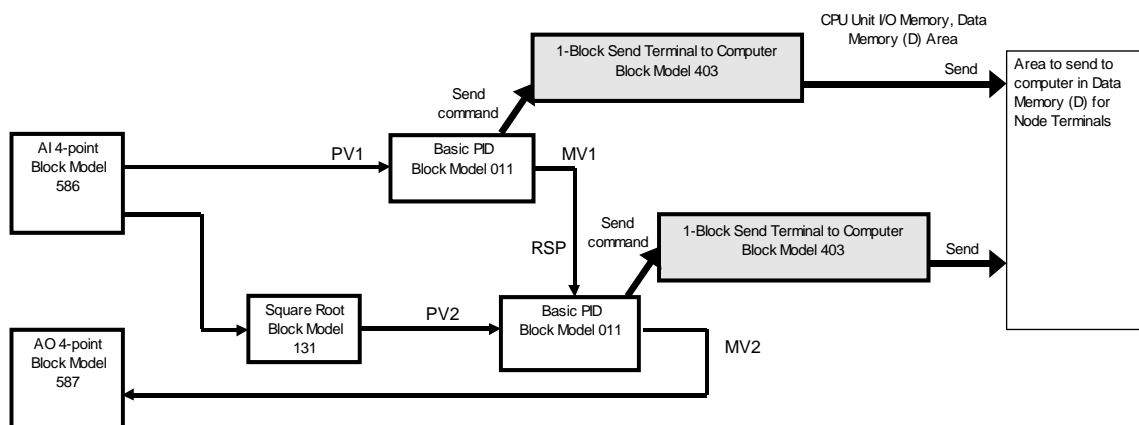 CPU Unit I/O Memory, Data
Memory (D) Area
1-Block Send Terminal to Computer
Block Model 403
Send
Area to send to
computer in Data
Memory (D) for
Node Terminals
Send
command
AI 4-point
Block Model
586
PV1
Basic PID
Block Model 011
MV1
Send
command
1-Block Send Terminal to Computer
Block Model 403
Send
RSP
Square Root
Block Model
131
PV2
Basic PID
Block Model 011
MV2
AO 4-point
Block Model
587